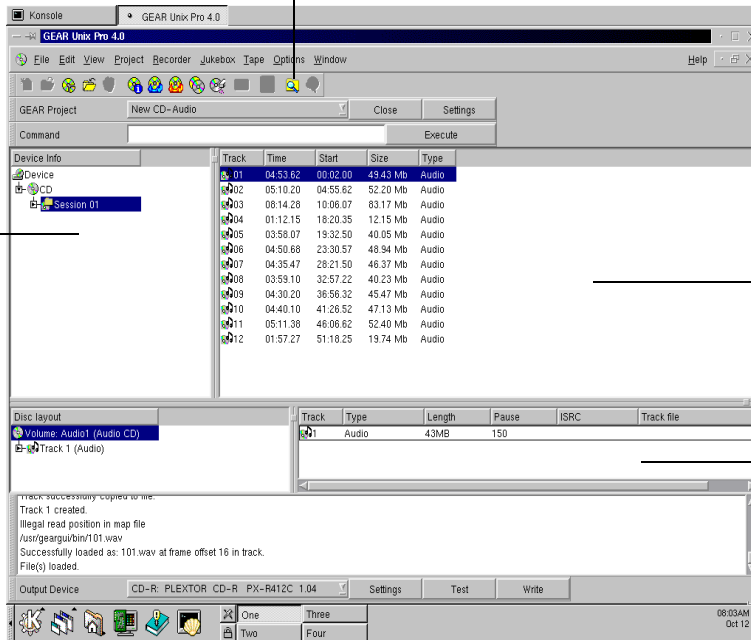 Konsole
GEAR Unix Pro 4.0
GEAR Unix Pro 4.0
File Edit View Project Recorder Jukebox Tape Options Window Help
GEAR Project New CD-Audio Close Settings
Command Execute
Device Info
Device
CD
Session 01
Track Time Start Size Type
01 04:53.62 00:02.00 49.43 Mb Audio
02 05:10.20 04:55.62 52.20 Mb Audio
03 08:14.28 10:06.07 83.17 Mb Audio
04 01:12.15 18:20.35 12.15 Mb Audio
05 03:58.07 19:32.50 40.05 Mb Audio
06 04:50.68 23:30.57 48.94 Mb Audio
07 04:35.47 28:21.50 46.37 Mb Audio
08 03:59.10 32:57.22 40.23 Mb Audio
09 04:30.20 36:56.32 45.47 Mb Audio
10 04:40.10 41:26.52 47.13 Mb Audio
11 05:11.38 46:06.62 52.40 Mb Audio
12 01:57.27 51:18.25 19.74 Mb Audio
Disc layout
Volume: Audio1 (Audio CD)
Track 1 (Audio)
Track Type Length Pause ISRC Track file
1 Audio 43MB 150
Track successfully copied to file.
Track 1 created.
Illegal read position in map file
/usr/geargui/bin/101.wav
Successfully loaded as: 101.wav at frame offset 16 in track.
File(s) loaded.
Output Device CD-R: PLEXTOR CD-R PX-R412C 1.04 Settings Test Write
One Three
Two Four
08:03AM
Oct 12